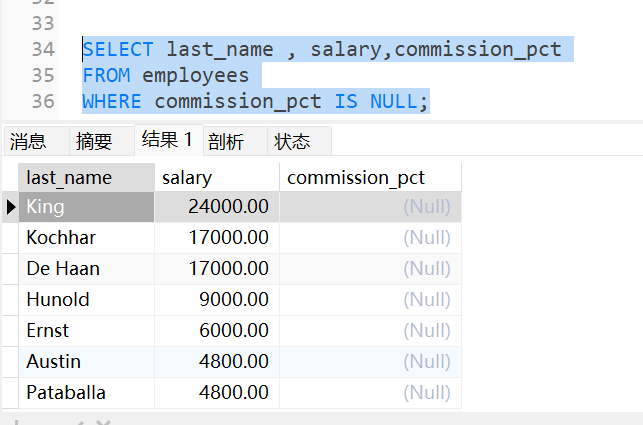 33
34 SELECT last_name , salary,commission_pct
35 FROM employees
36 WHERE commission_pct IS NULL;
消息 摘要 结果 1 剖析 状态
last_name salary commission_pct
King 24000.00 (Null)
Kochhar 17000.00 (Null)
De Haan 17000.00 (Null)
Hunold 9000.00 (Null)
Ernst 6000.00 (Null)
Austin 4800.00 (Null)
Pataballa 4800.00 (Null)